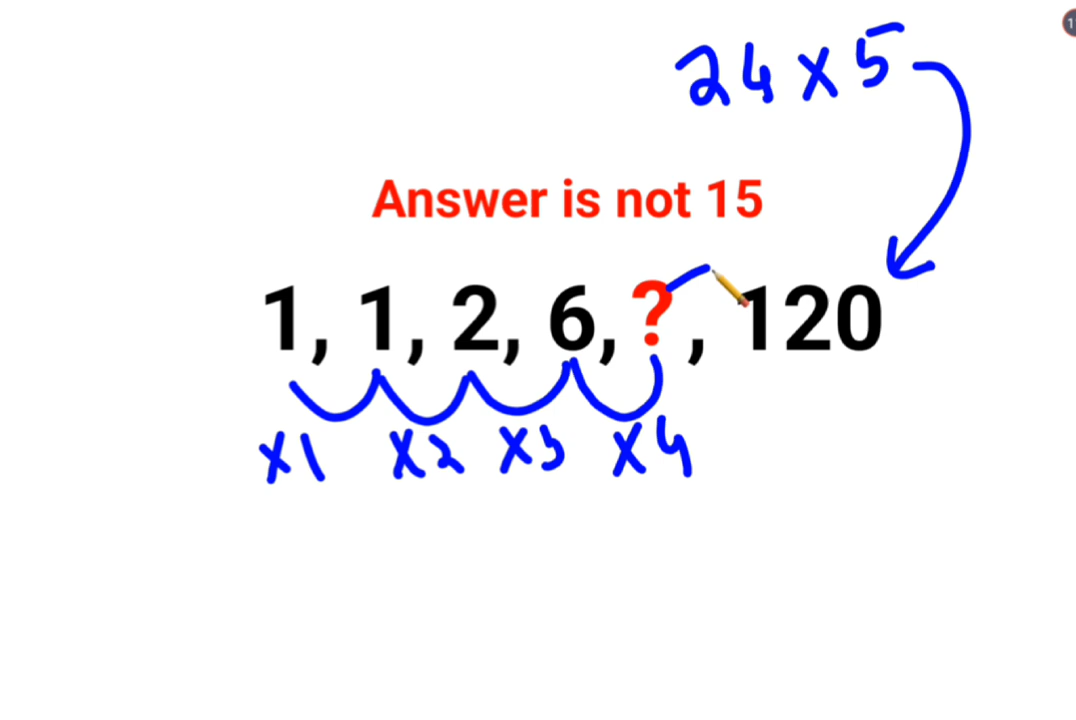 24 x 5
Answer is not 15
1, 1, 2, 6, ?, 120
x1 x2 x3 x4